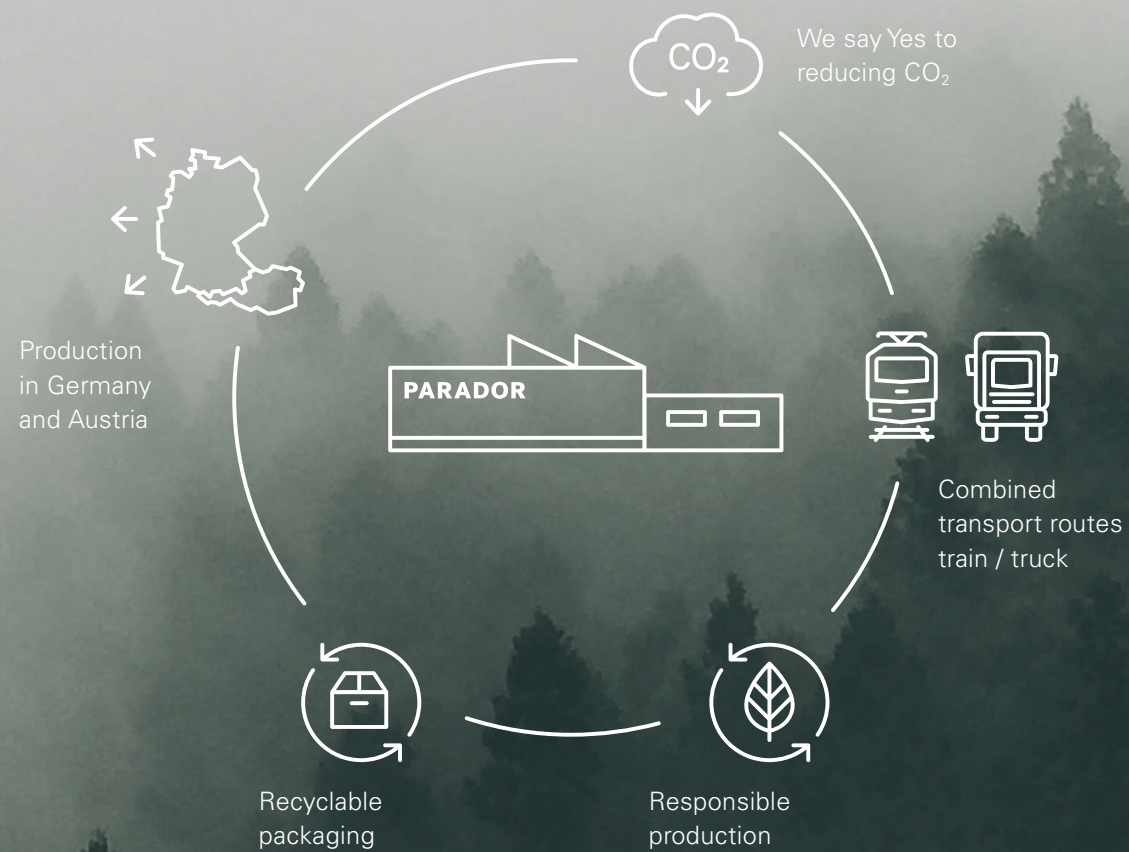 CO₂
We say Yes to
reducing CO₂
Production
in Germany
and Austria
PARADOR
Combined
transport routes
train / truck
Recyclable
packaging
Responsible
production